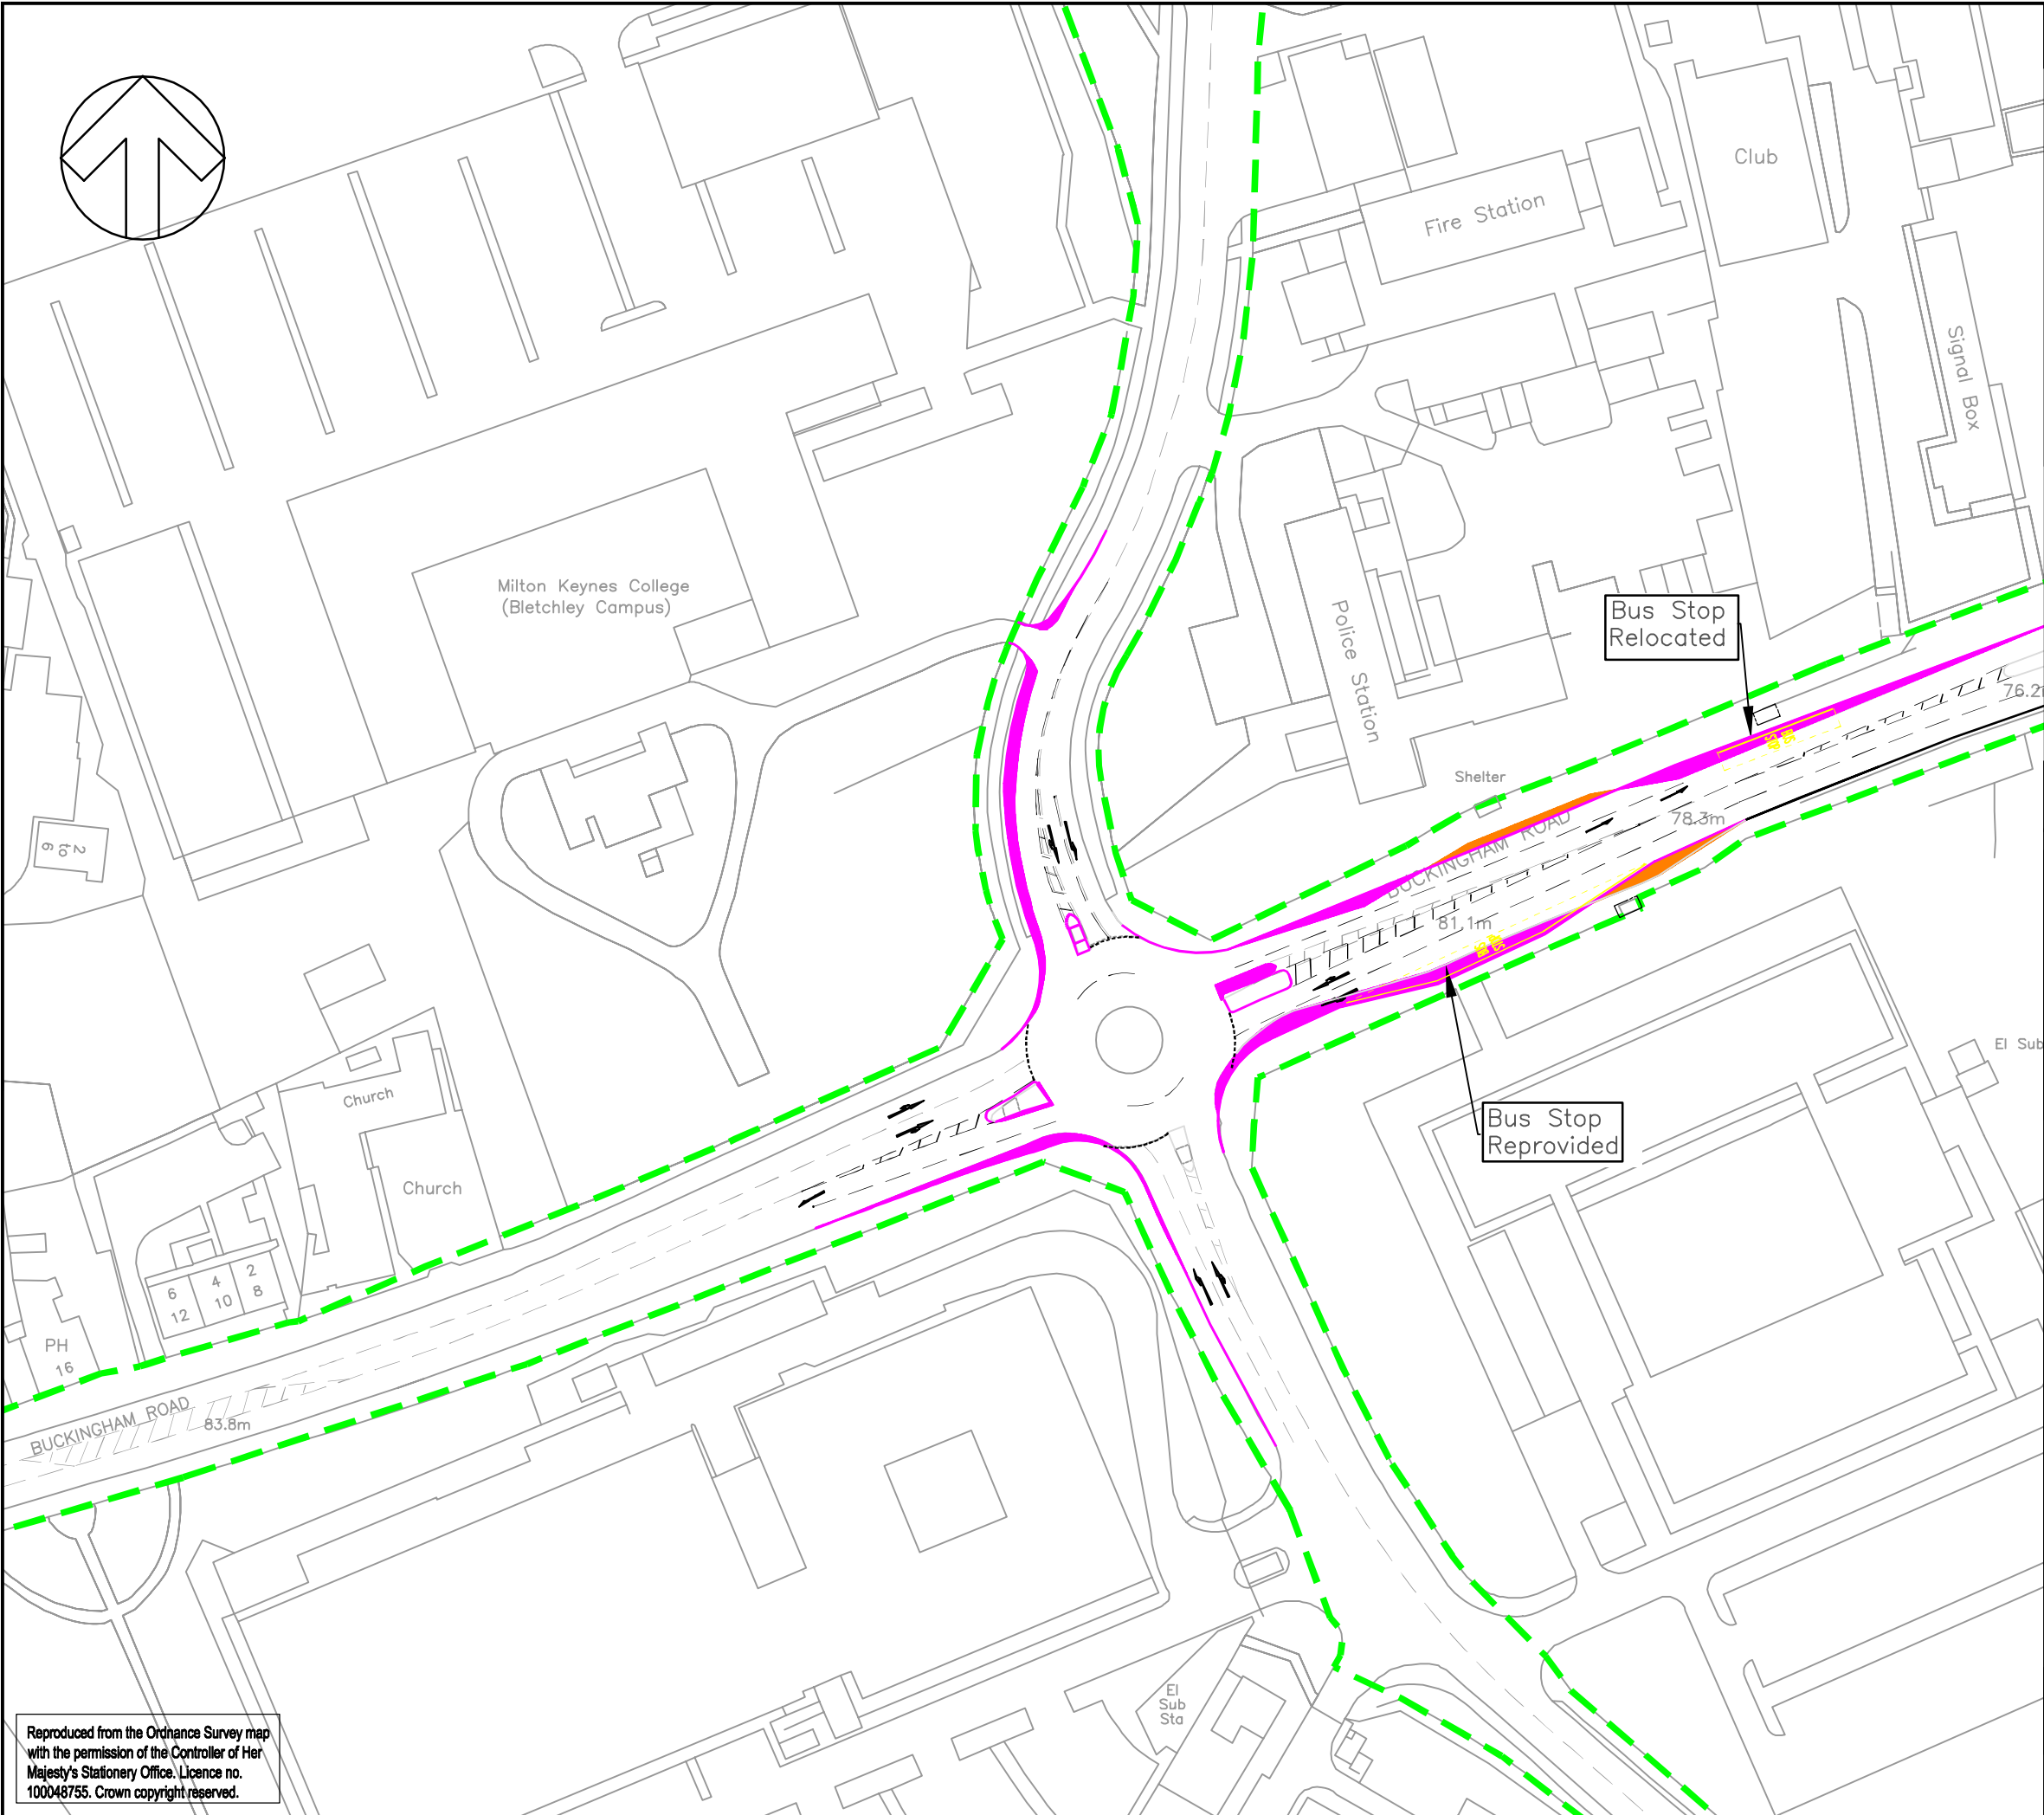 Club
Fire Station
Signal Box
Milton Keynes College
(Bletchley Campus)
Police Station
Bus Stop
Relocated
76.2
Shelter
78.3m
BUCKINGHAM ROAD
81.1m
2
to
6
El Sub
Church
Church
Bus Stop
Reprovided
6
4
2
12
10
8
PH
16
BUCKINGHAM ROAD
83.8m
El
Sub
Sta
Reproduced from the Ordnance Survey map
with the permission of the Controller of Her
Majesty's Stationery Office. Licence no.
100048755. Crown copyright reserved.